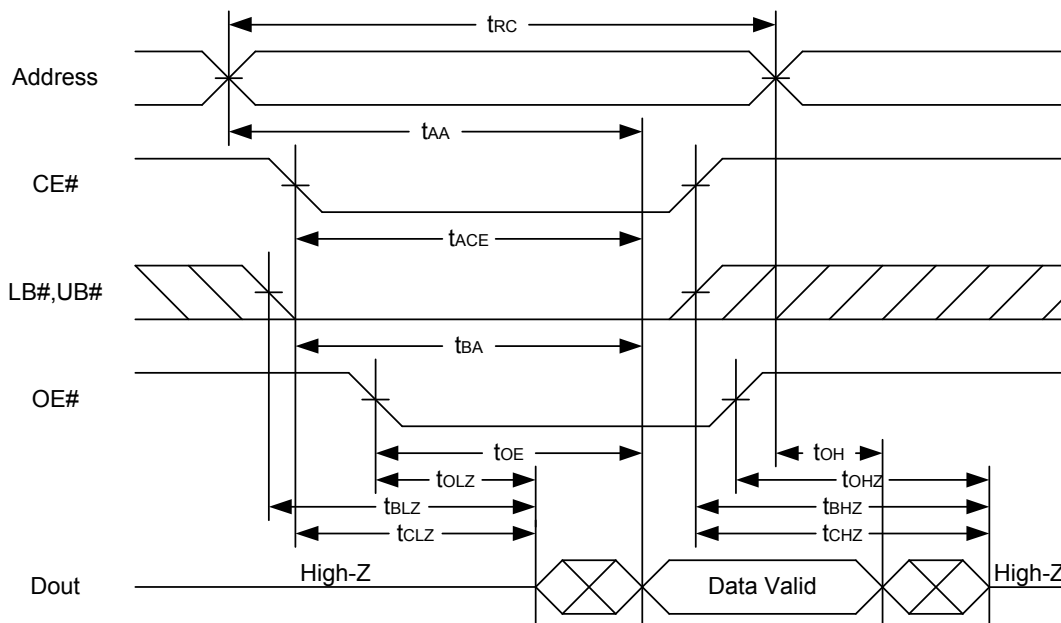 tRC
Address
tAA
CE#
tACE
LB#,UB#
tBA
OE#
tOE
tOH
tOLZ
tOHZ
tBLZ
tBHZ
tCLZ
tCHZ
High-Z
Dout
Data Valid
High-Z